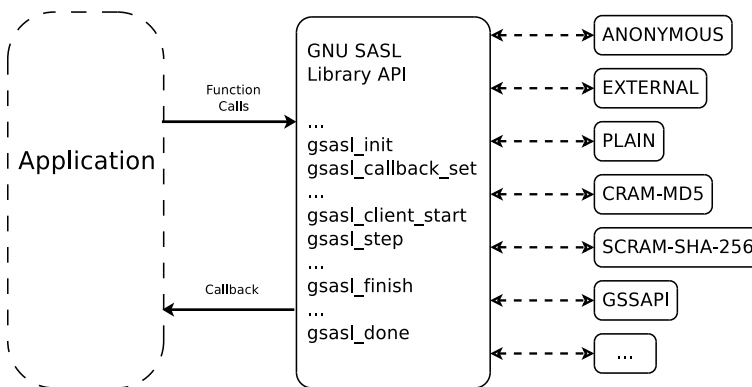 Application
Function
Calls
Callback
GNU SASL
Library API
...
gsasl_init
gsasl_callback_set
...
gsasl_client_start
gsasl_step
...
gsasl_finish
...
gsasl_done
ANONYMOUS
EXTERNAL
PLAIN
CRAM-MD5
SCRAM-SHA-256
GSSAPI
...